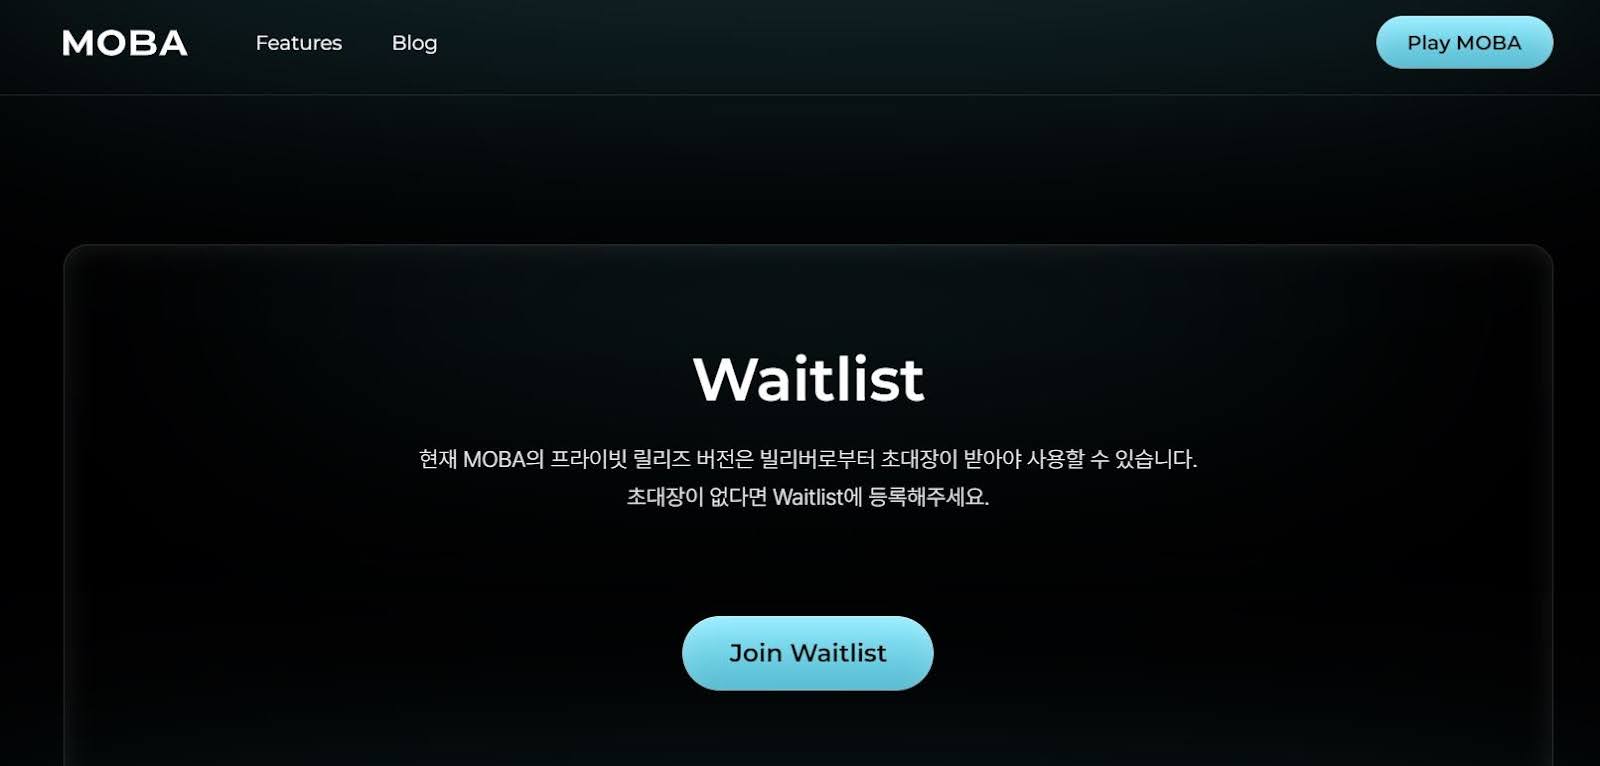 MOBA
Features
Blog
Play MOBA
Waitlist
현재 MOBA의 프라이빗 릴리즈 버전은 빌리버로부터 초대장이 받아야 사용할 수 있습니다.
초대장이 없다면 Waitlist에 등록해주세요.
Join Waitlist